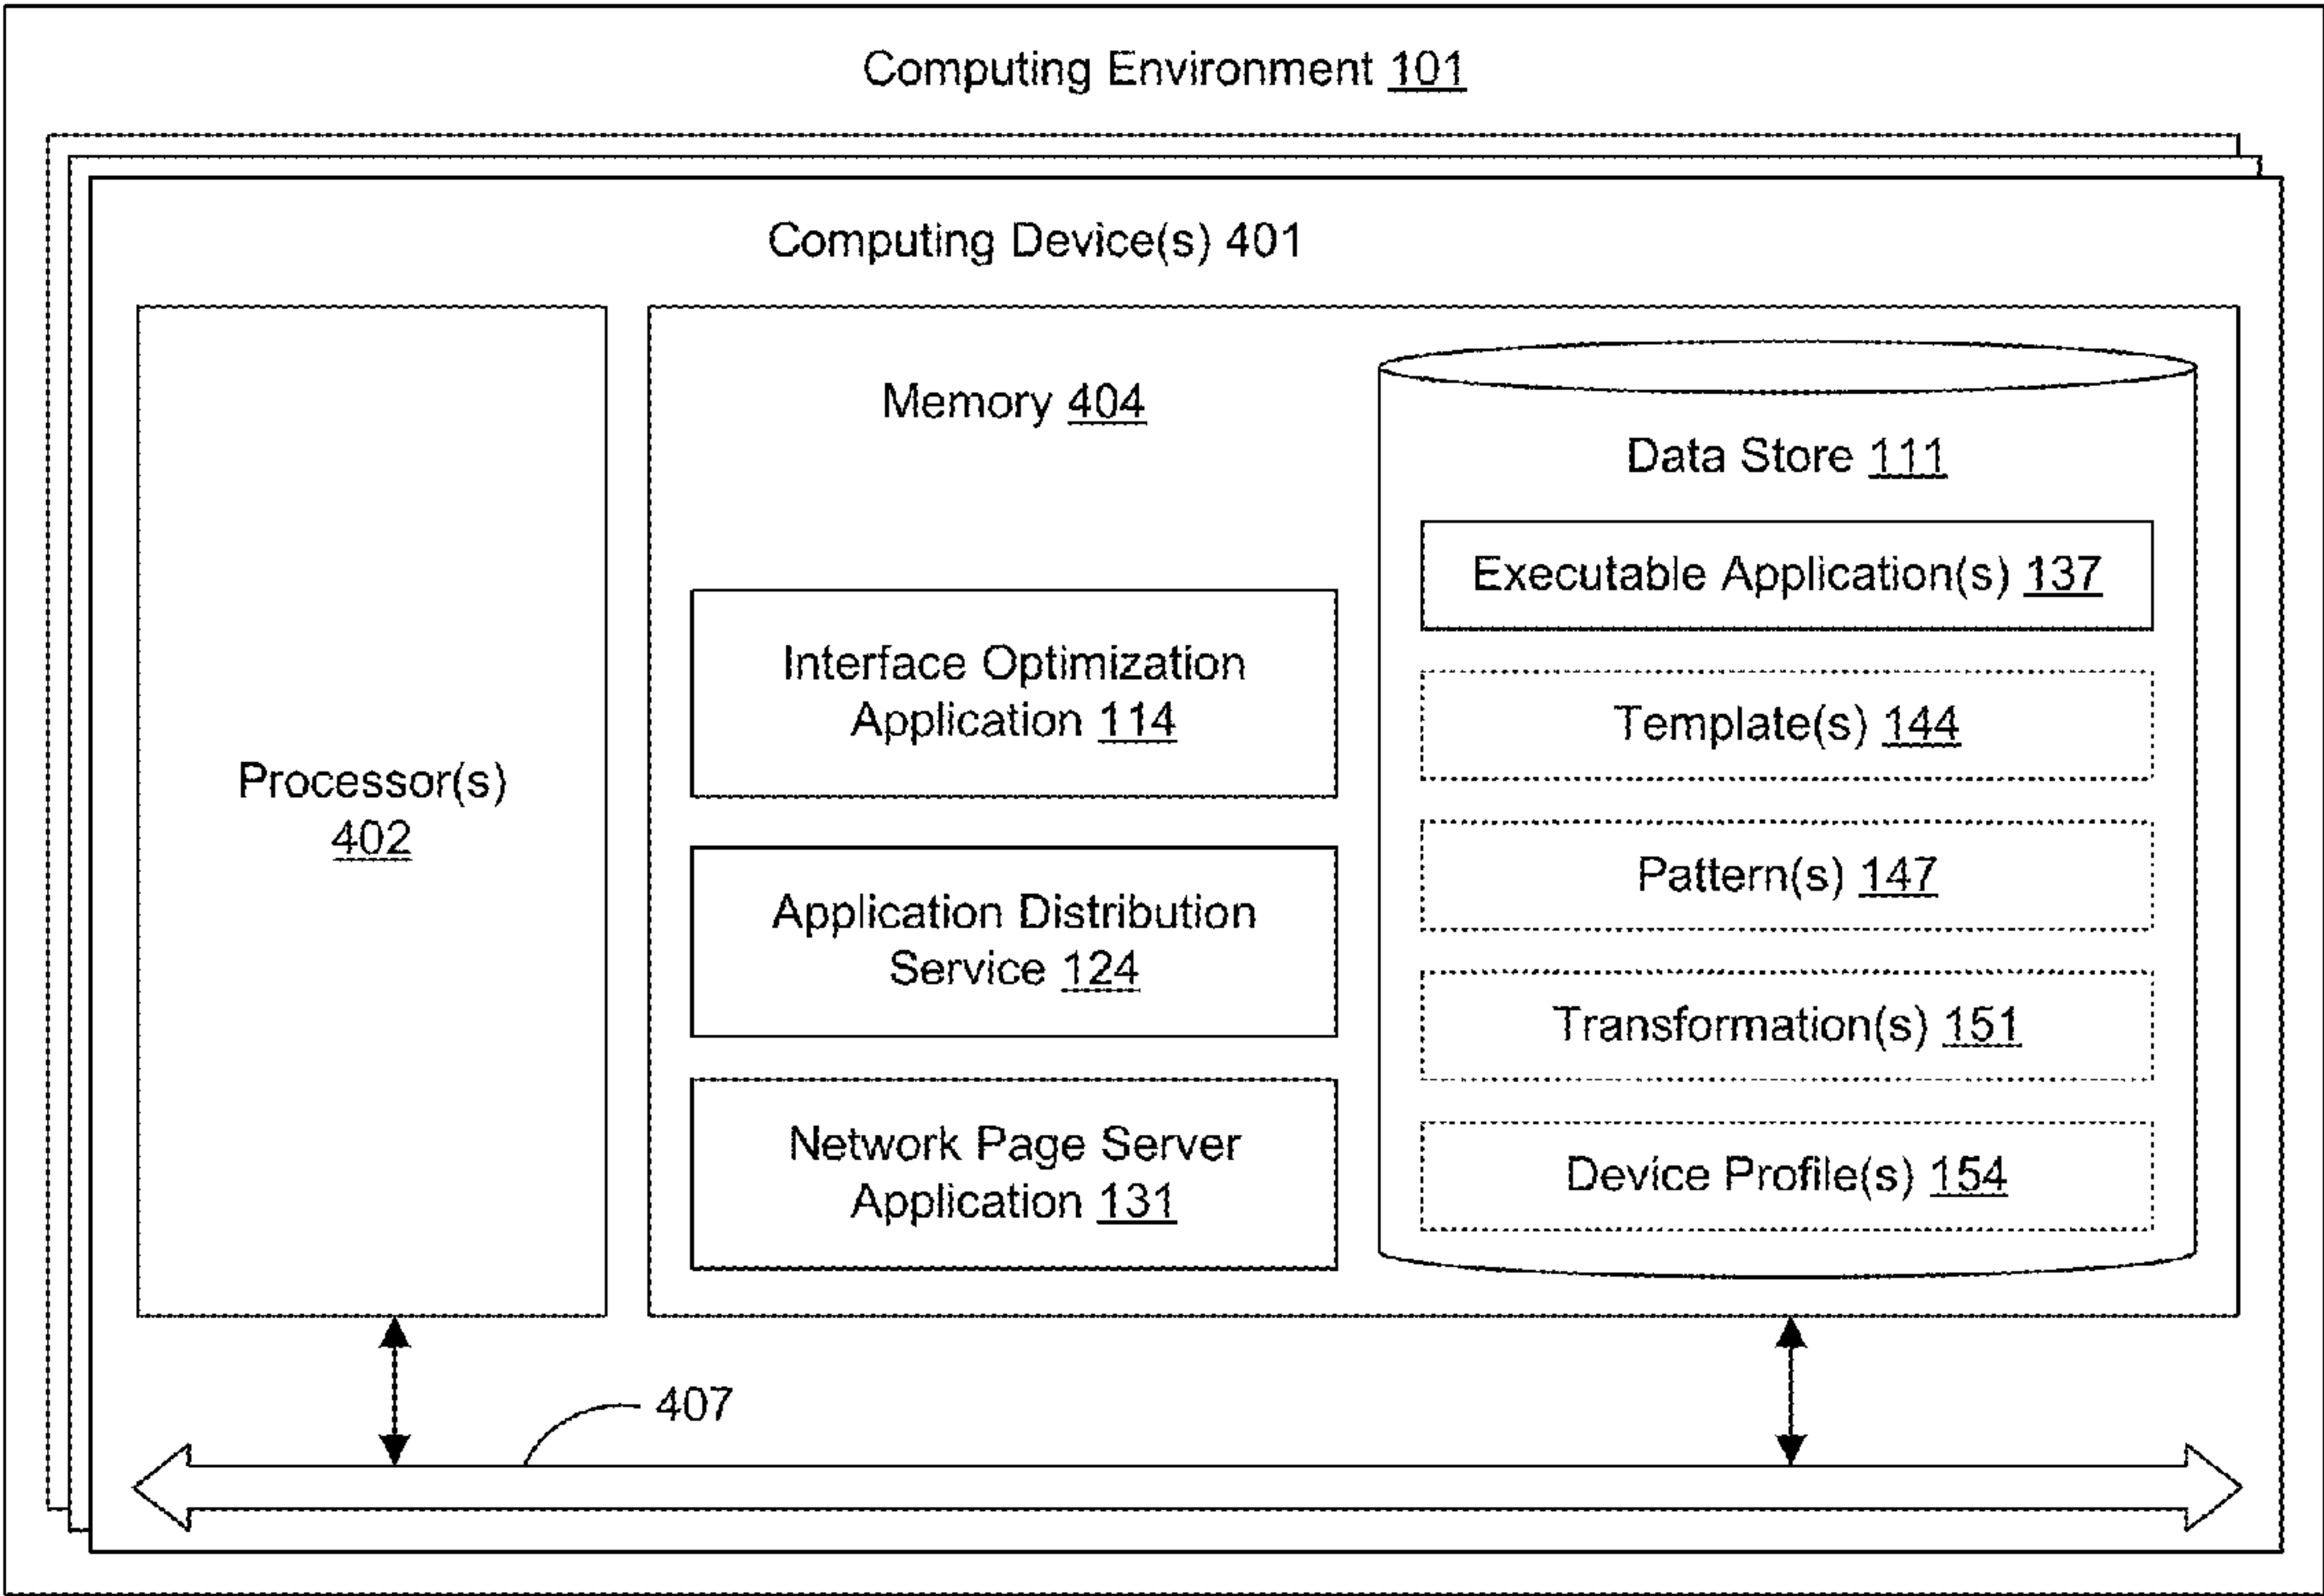 Computing Environment 101
Computing Device(s) 401
Processor(s)
402
Memory 404
Interface Optimization
Application 114
Application Distribution
Service 124
Network Page Server
Application 131
Data Store 111
Executable Application(s) 137
Template(s) 144
Pattern(s) 147
Transformation(s) 151
Device Profile(s) 154
407